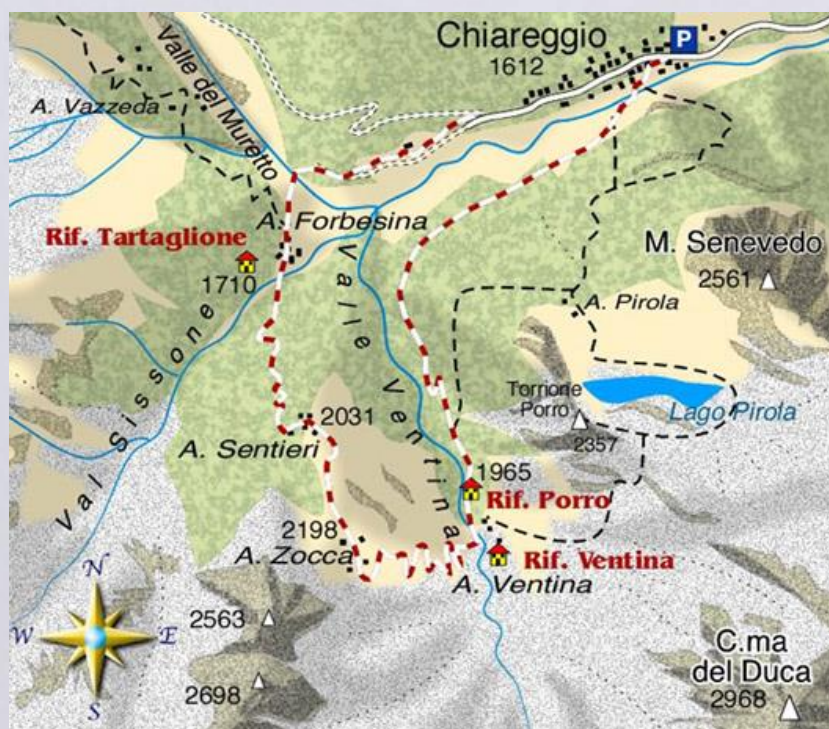 Chiareggio
1612
P
Valle del Muretto
A. Vazzeda
A. Forbesina
Rif. Tartaglione
1710
M. Senevedo
2561
A. Pirola
Valle Ventina
Val Sissone
Torrione
Porro
2357
Lago Pirola
2031
A. Sentieri
1965
Rif. Porro
2198
A. Zocca
Rif. Ventina
A. Ventina
N
W
E
S
2563
2698
C.ma
del Duca
2968